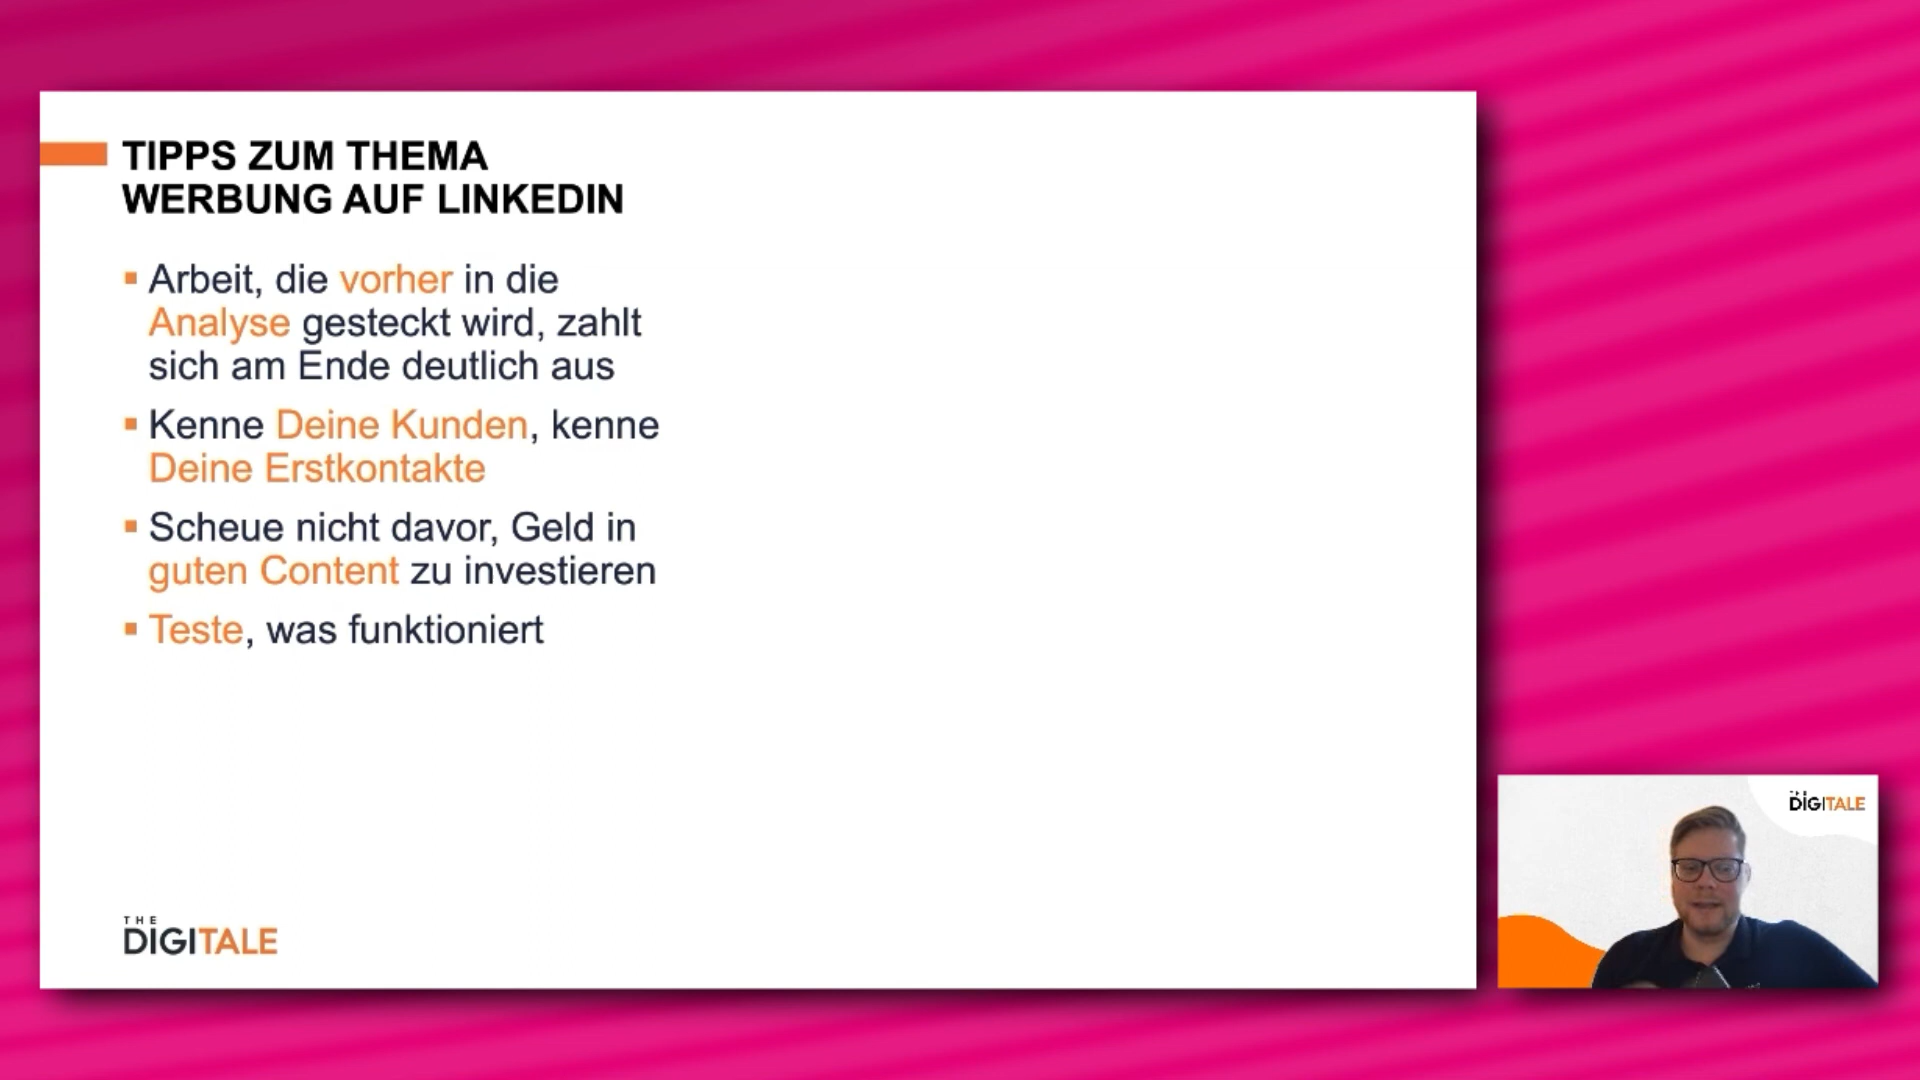 TIPPS ZUM THEMA
WERBUNG AUF LINKEDIN
▪ Arbeit, die vorher in die
Analyse gesteckt wird, zahlt
sich am Ende deutlich aus
▪ Kenne Deine Kunden, kenne
Deine Erstkontakte
▪ Scheue nicht davor, Geld in
guten Content zu investieren
▪ Teste, was funktioniert
THE
DIGITALE
DIGITALE